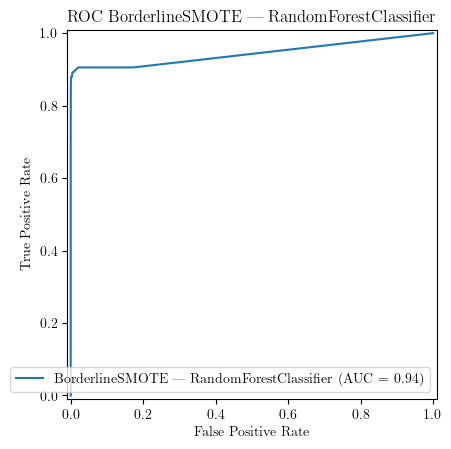 ROC BorderlineSMOTE — RandomForestClassifier
1.0
0.8
0.6
0.4
0.2
0.0
True Positive Rate
BorderlineSMOTE — RandomForestClassifier (AUC = 0.94)
0.0 0.2 0.4 0.6 0.8 1.0
False Positive Rate